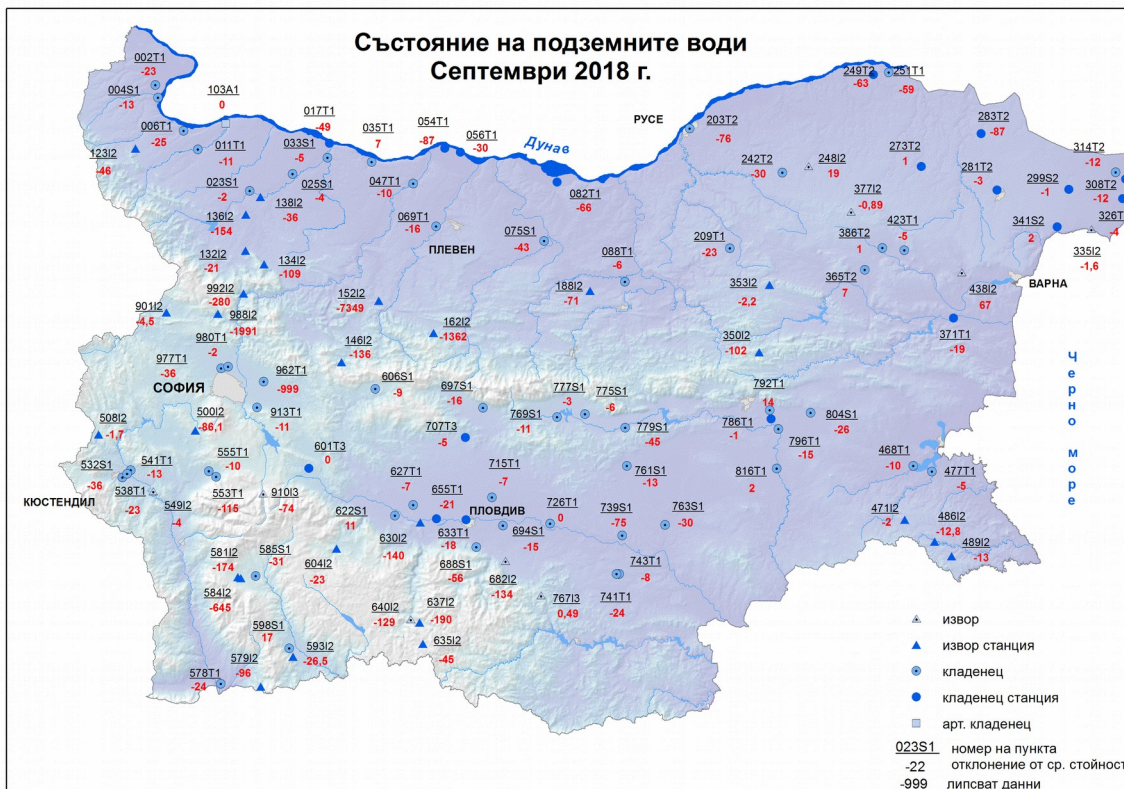 Състояние на подземните води
Септември 2018 г.
002T1
-23
004S1
-13
103A1
0
006T1
-25
011T1
-11
123I2
-46
017T1
-49
033S1
-5
035T1
7
054T1
-87
056T1
-30
Дунав
РУСЕ
203T2
-76
249T2
-63
251T1
-59
283T2
-87
273T2
1
314T2
-12
242T2
-30
248I2
19
281T2
-3
299S2
-1
308T2
-12
377I2
-0,89
326T
-4
023S1
-2
025S1
-4
047T1
-10
082T1
-66
138I2
-36
136I2
-154
069T1
-16
ПЛЕВЕН
075S1
-43
209T1
-23
386T2
1
423T1
-5
341S2
2
335I2
-1,6
132I2
-21
134I2
-109
088T1
-6
365T2
7
438I2
67
ВАРНА
992I2
-280
152I2
-7349
188I2
-71
353I2
-2,2
901I2
-4,5
988I2
-1991
162I2
-1362
371T1
-19
980T1
-2
146I2
-136
350I2
-102
977T1
-36
962T1
-999
СОФИЯ
606S1
-9
697S1
-16
777S1
-3
775S1
-6
792T1
14
Черно море
508I2
-1,7
500I2
-86,1
913T1
-11
769S1
-11
779S1
-45
786T1
-1
804S1
-26
707T3
-5
796T1
-15
532S1
-36
541T1
-13
555T1
-10
601T3
0
627T1
-7
715T1
-7
761S1
-13
816T1
2
468T1
-10
477T1
-5
КЮСТЕНДИЛ
538T1
-23
549I2
-4
553T1
-115
910I3
-74
655T1
-21
ПЛОВДИВ
726T1
0
739S1
-75
763S1
-30
471I2
-2
486I2
-12,8
622S1
11
630I2
-140
633T1
-18
694S1
-15
489I2
-13
581I2
-174
585S1
-31
604I2
-23
688S1
-56
682I2
-134
743T1
-8
584I2
-645
640I2
-129
637I2
-190
767I3
0,49
741T1
-24
598S1
17
593I2
-26,5
635I2
-45
579I2
-96
578T1
-24
извор
извор станция
кладенец
кладенец станция
арт. кладенец
023S1 номер на пункта
-22 отклонение от ср. стойност
-999 липсват данни